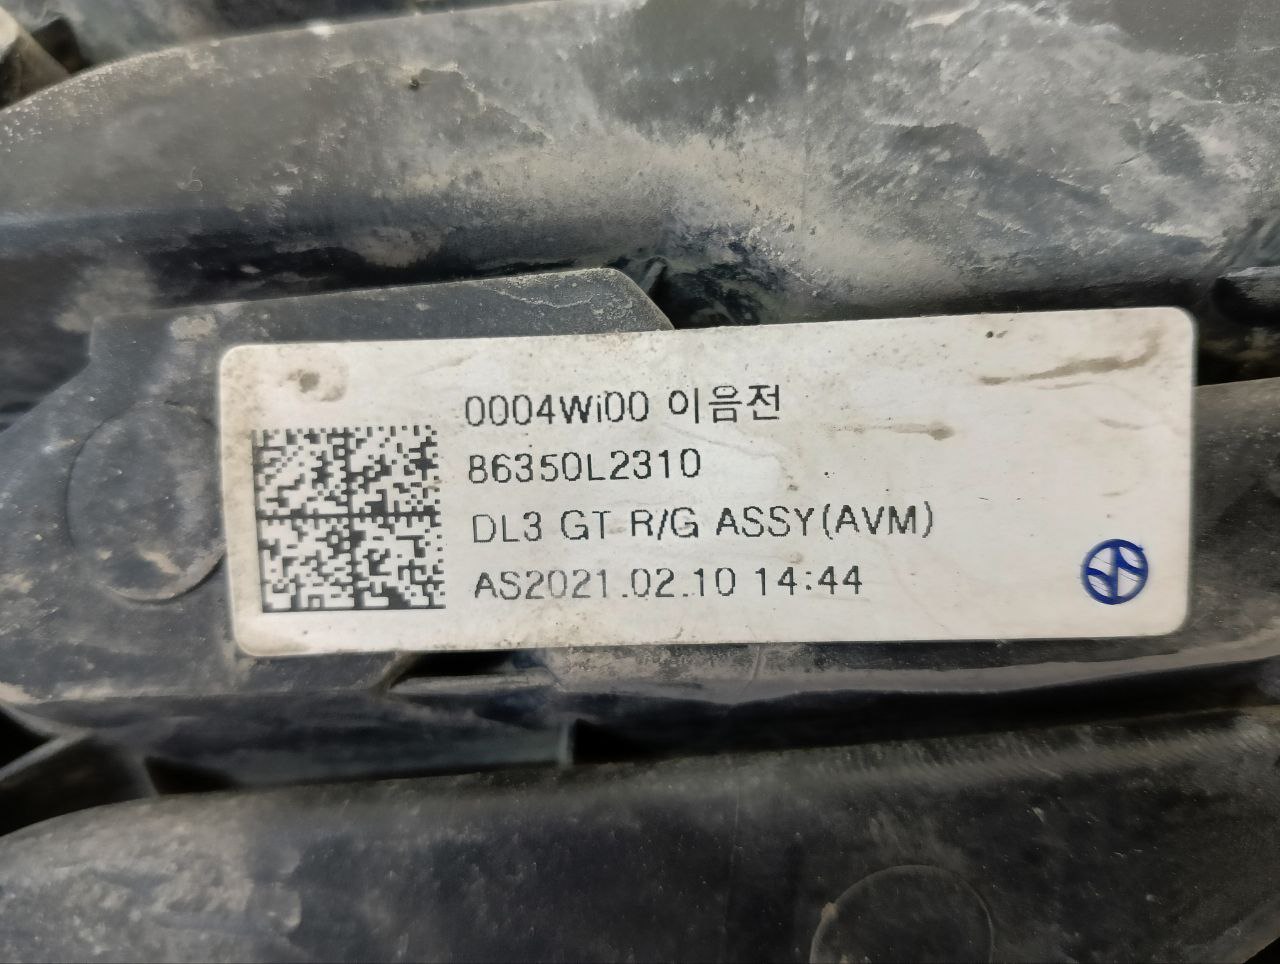 0004Wi00 이음전
86350L2310
DL3 GT R/G ASSY(AVM)
AS2021.02.10 14:44